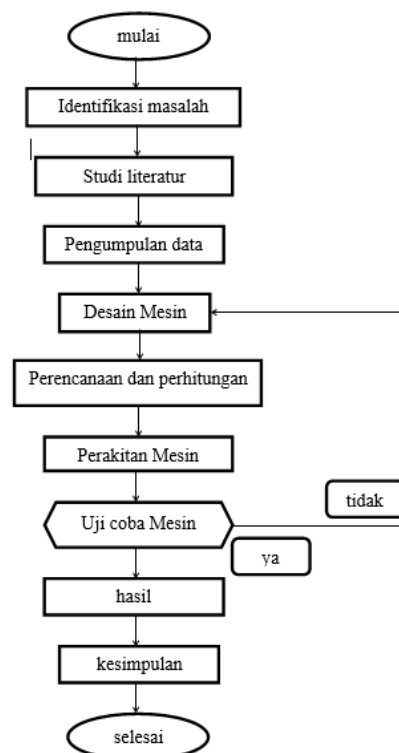 mulai
Identifikasi masalah
Studi literatur
Pengumpulan data
Desain Mesin
Perencanaan dan perhitungan
Perakitan Mesin
tidak
Uji coba Mesin
ya
hasil
kesimpulan
selesai